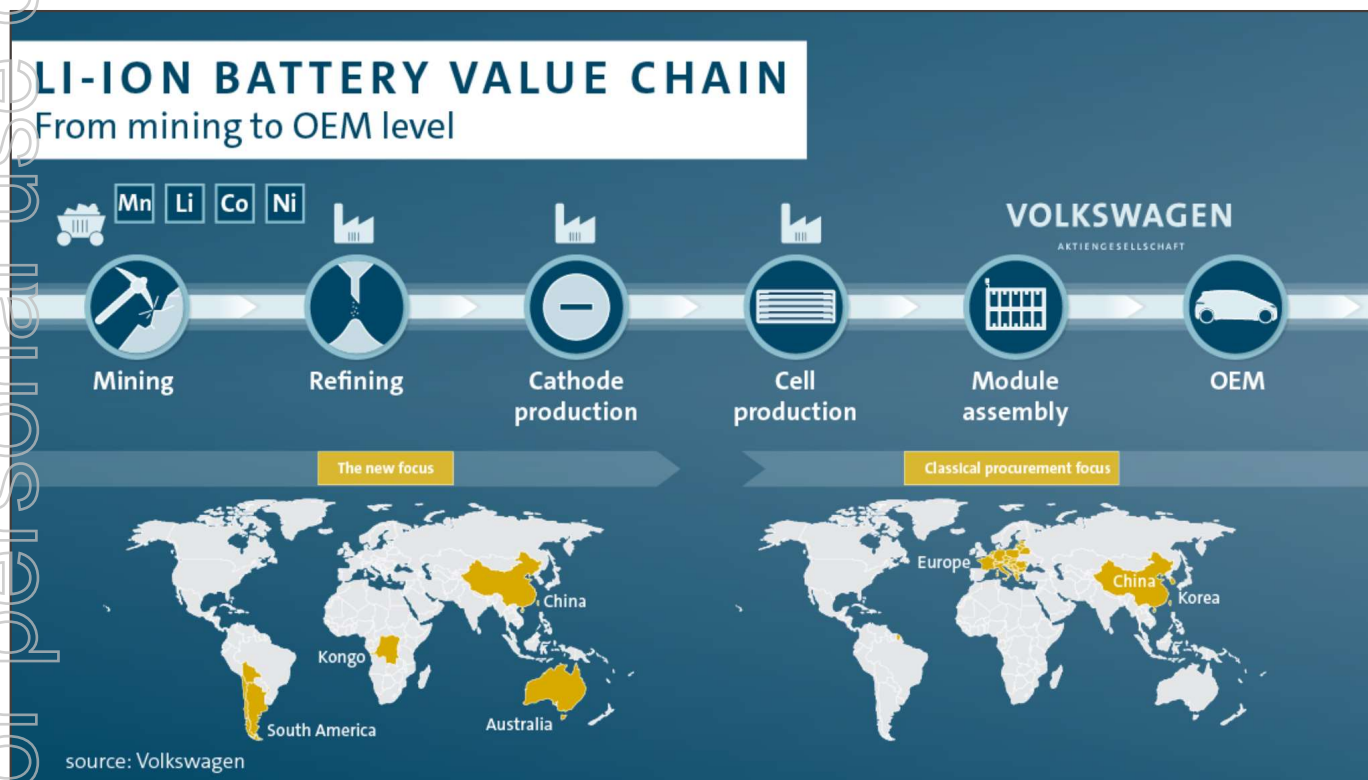 LI-ION BATTERY VALUE CHAIN
From mining to OEM level
Mn Li Co Ni
VOLKSWAGEN
AKTIENGESELLSCHAFT
Mining
Refining
Cathode
production
Cell
production
Module
assembly
OEM
The new focus
Classical procurement focus
China
Kongo
South America
Australia
Europe
China
Korea
source: Volkswagen
personal use